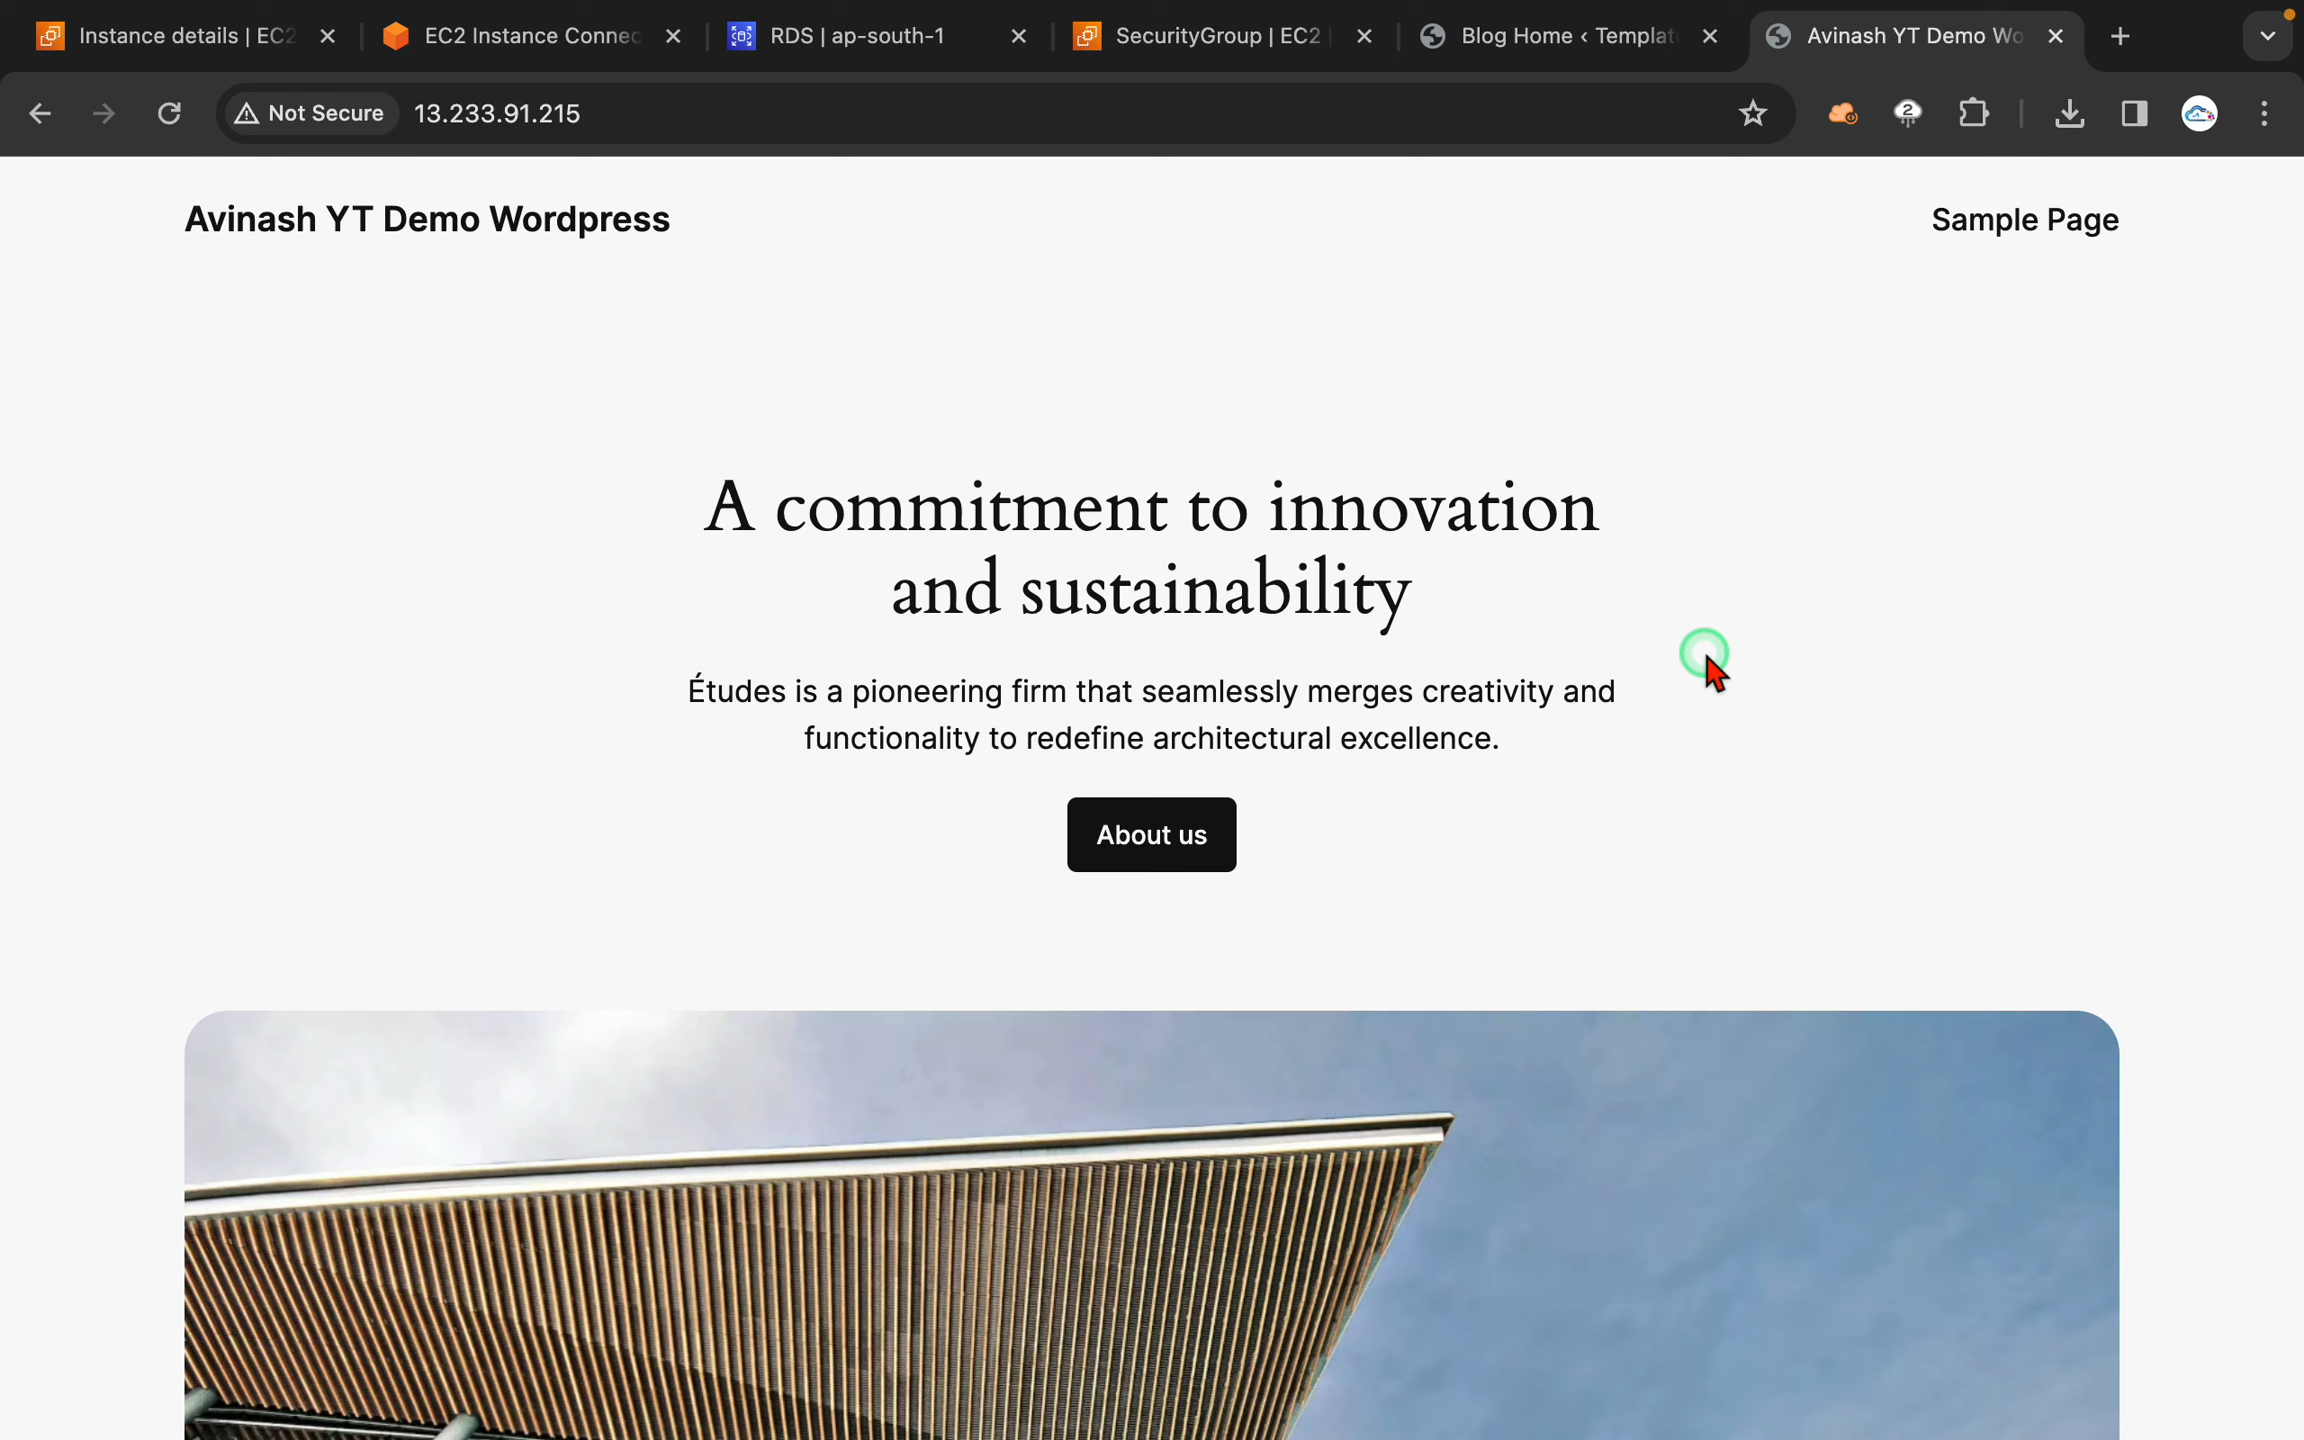 Instance details | EC2
EC2 Instance Connec
RDS | ap-south-1
SecurityGroup | EC2 |
Blog Home ‹ Templat
Avinash YT Demo Wo
Not Secure
13.233.91.215
2
Avinash YT Demo Wordpress
Sample Page
A commitment to innovation
and sustainability
Études is a pioneering firm that seamlessly merges creativity and
functionality to redefine architectural excellence.
About us